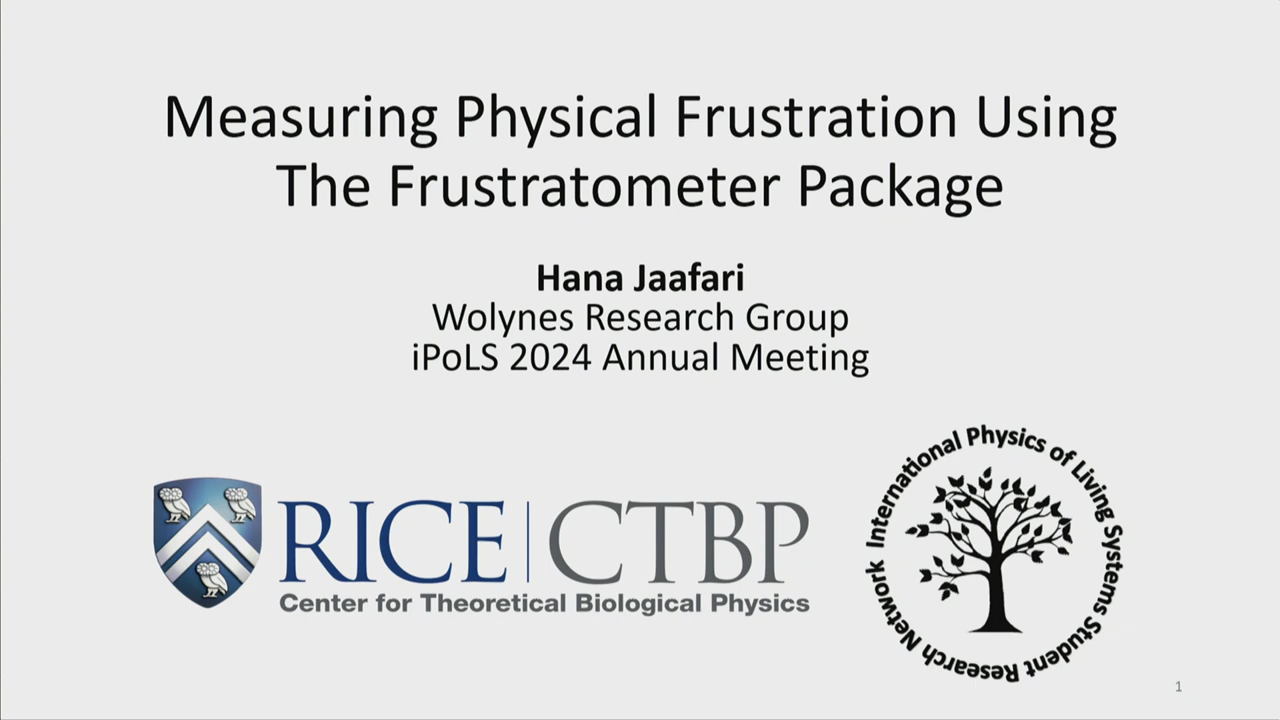 Measuring Physical Frustration Using
The Frustratometer Package
Hana Jaafari
Wolynes Research Group
iPoLS 2024 Annual Meeting
RICE | CTBP
Center for Theoretical Biological Physics
International Physics of Living Systems Student Research Network
1